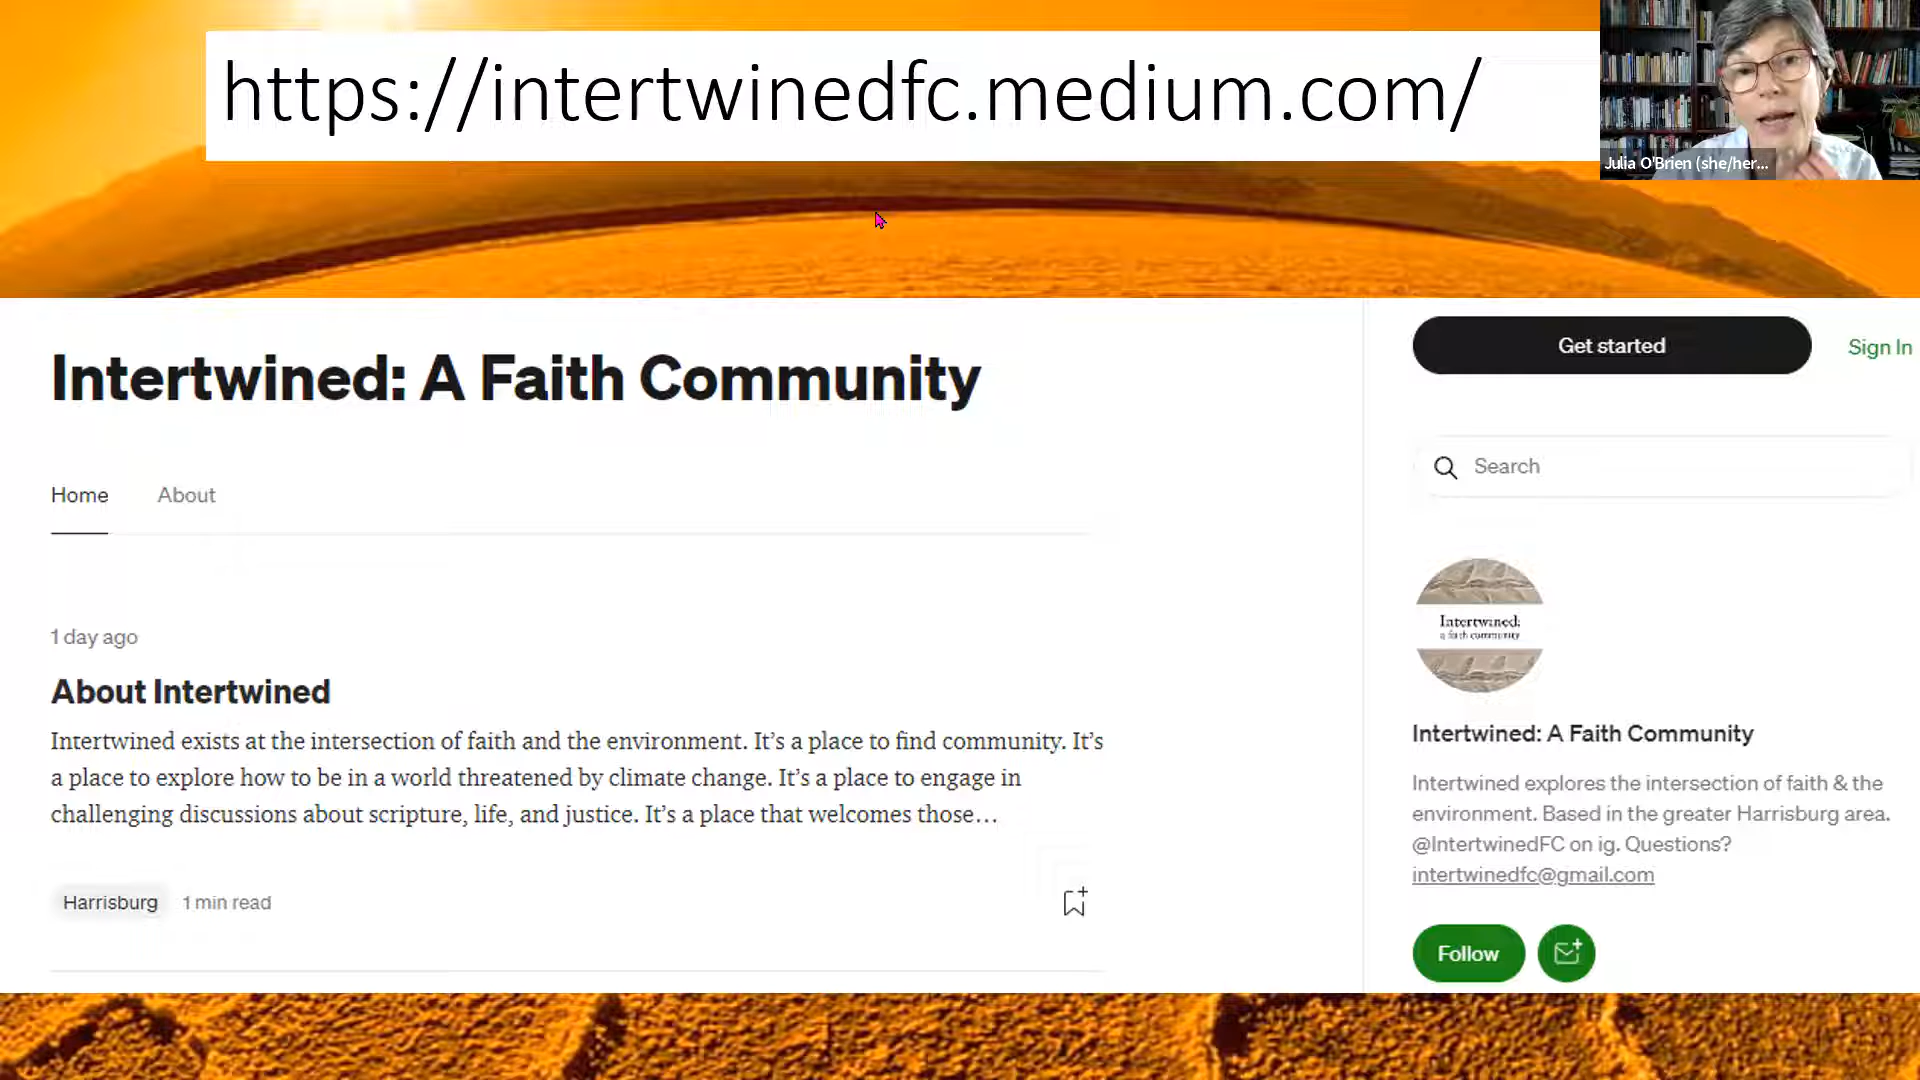 https://intertwinedfc.medium.com/
Julia O'Brien (she/her...
Intertwined: A Faith Community
Get started
Sign In
Search
Home
About
1 day ago
About Intertwined
Intertwined exists at the intersection of faith and the environment. It’s a place to find community. It’s
a place to explore how to be in a world threatened by climate change. It’s a place to engage in
challenging discussions about scripture, life, and justice. It’s a place that welcomes those…
Harrisburg
1 min read
Intertwined:
a faith community
Intertwined: A Faith Community
Intertwined explores the intersection of faith & the
environment. Based in the greater Harrisburg area.
@IntertwinedFC on ig. Questions?
intertwinedfc@gmail.com
Follow